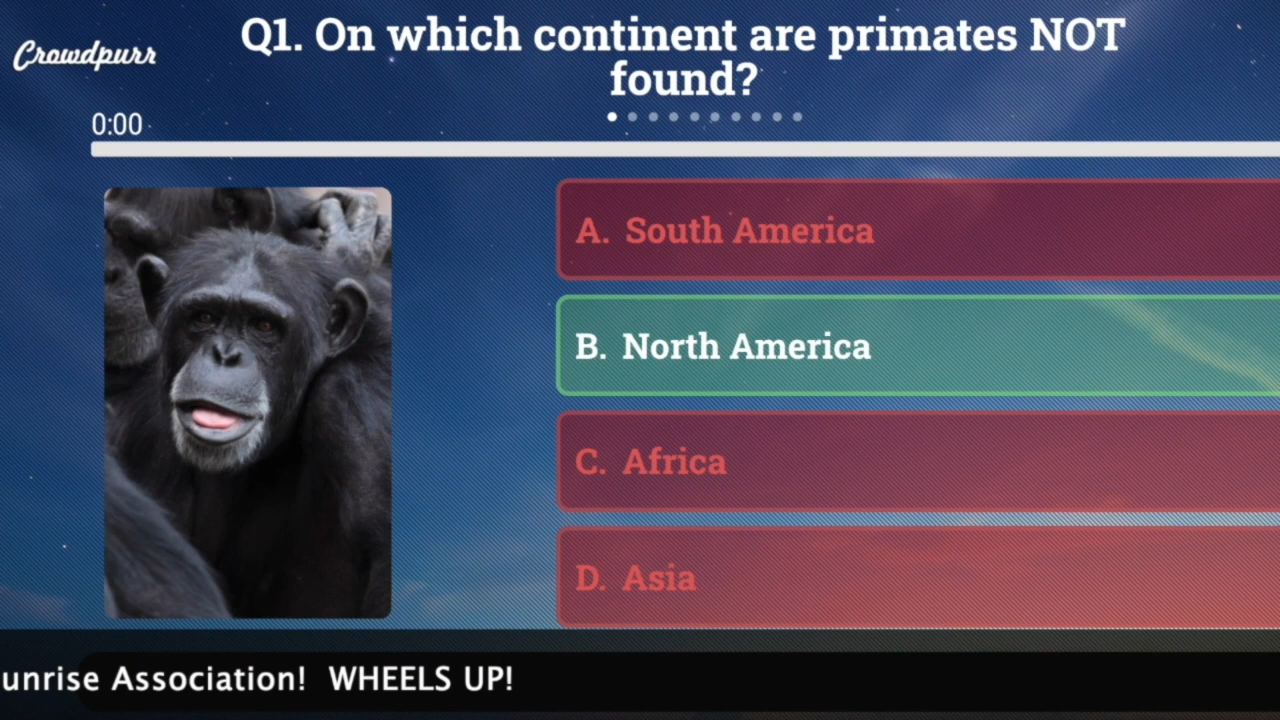 Crowdpurr
Q1. On which continent are primates NOT
found?
0:00
A. South America
B. North America
C. Africa
D. Asia
unrise Association! WHEELS UP!